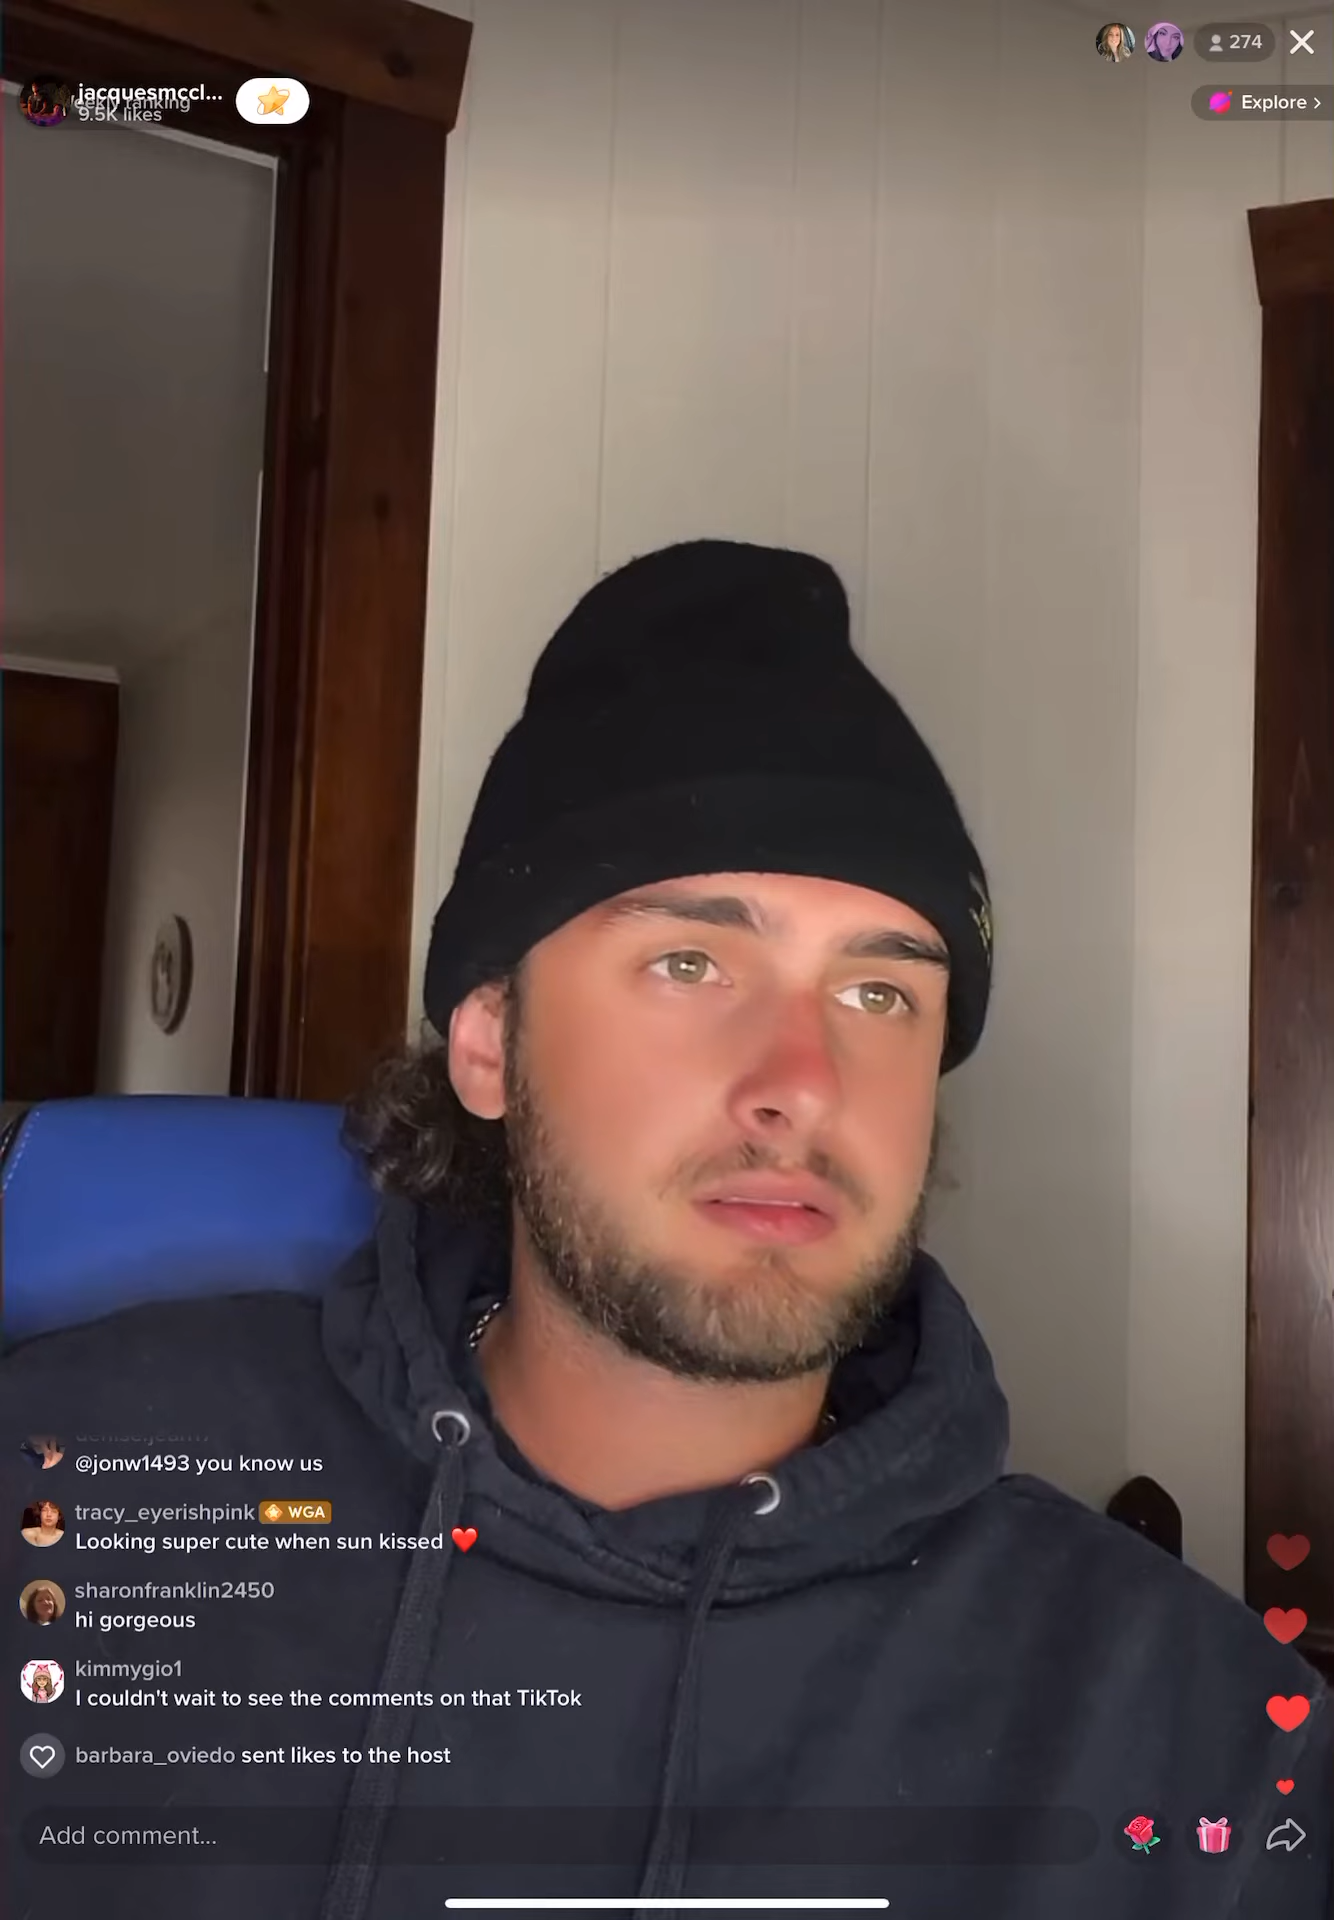 jacquesmccl...
eekly ranking
9.5K likes
274
Explore >
@jonw1493 you know us
tracy_eyerishpink WGA
Looking super cute when sun kissed ❤️
sharonfranklin2450
hi gorgeous
kimmygio1
I couldn't wait to see the comments on that TikTok
barbara_oviedo sent likes to the host
Add comment...